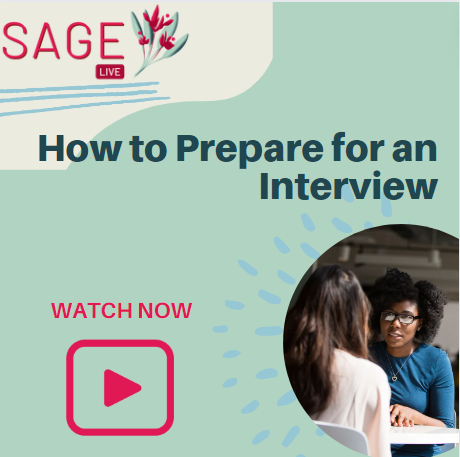 SAGE
LIVE
How to Prepare for an
Interview
WATCH NOW